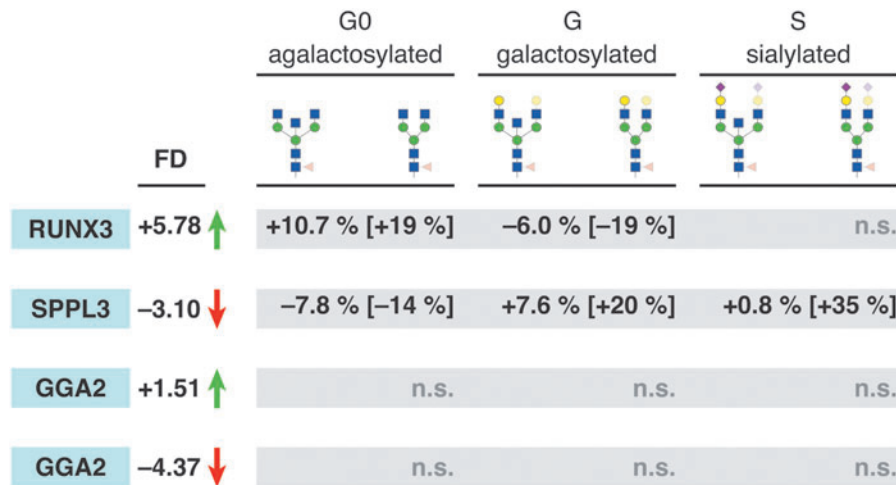 G0 G S
agalactosylated galactosylated sialylated
FD
RUNX3 +5.78 +10.7 % [+19 %] –6.0 % [–19 %] n.s.
SPPL3 –3.10 –7.8 % [–14 %] +7.6 % [+20 %] +0.8 % [+35 %]
GGA2 +1.51 n.s. n.s. n.s.
GGA2 –4.37 n.s. n.s. n.s.